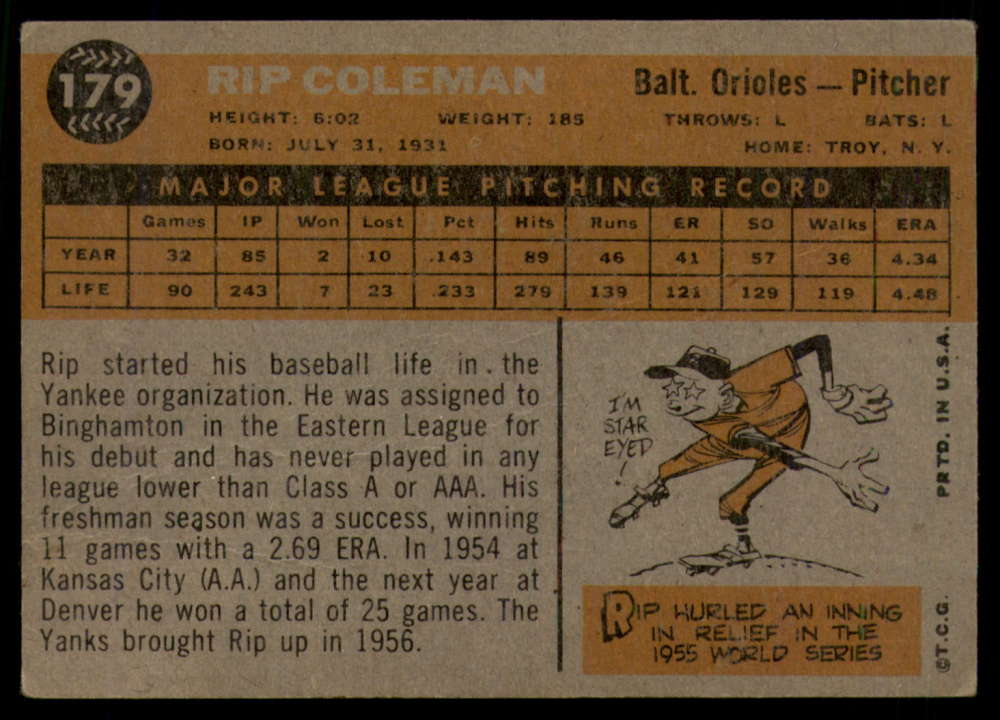 179
RIP COLEMAN
Balt. Orioles — Pitcher
HEIGHT: 6:02 WEIGHT: 185 THROWS: L BATS: L
BORN: JULY 31, 1931 HOME: TROY, N. Y.
MAJOR LEAGUE PITCHING RECORD
Games IP Won Lost Pct Hits Runs ER SO Walks ERA
YEAR 32 85 2 10 .143 89 46 41 57 36 4.34
LIFE 90 243 7 23 .233 279 139 121 129 119 4.48
Rip started his baseball life in the
Yankee organization. He was assigned to
Binghamton in the Eastern League for
his debut and has never played in any
league lower than Class A or AAA. His
freshman season was a success, winning
11 games with a 2.69 ERA. In 1954 at
Kansas City (A.A.) and the next year at
Denver he won a total of 25 games. The
Yanks brought Rip up in 1956.
I'M
STAR
EYED
!
RIP HURLED AN INNING
IN RELIEF IN THE
1955 WORLD SERIES
©T.C.G. PRTD. IN U.S.A.